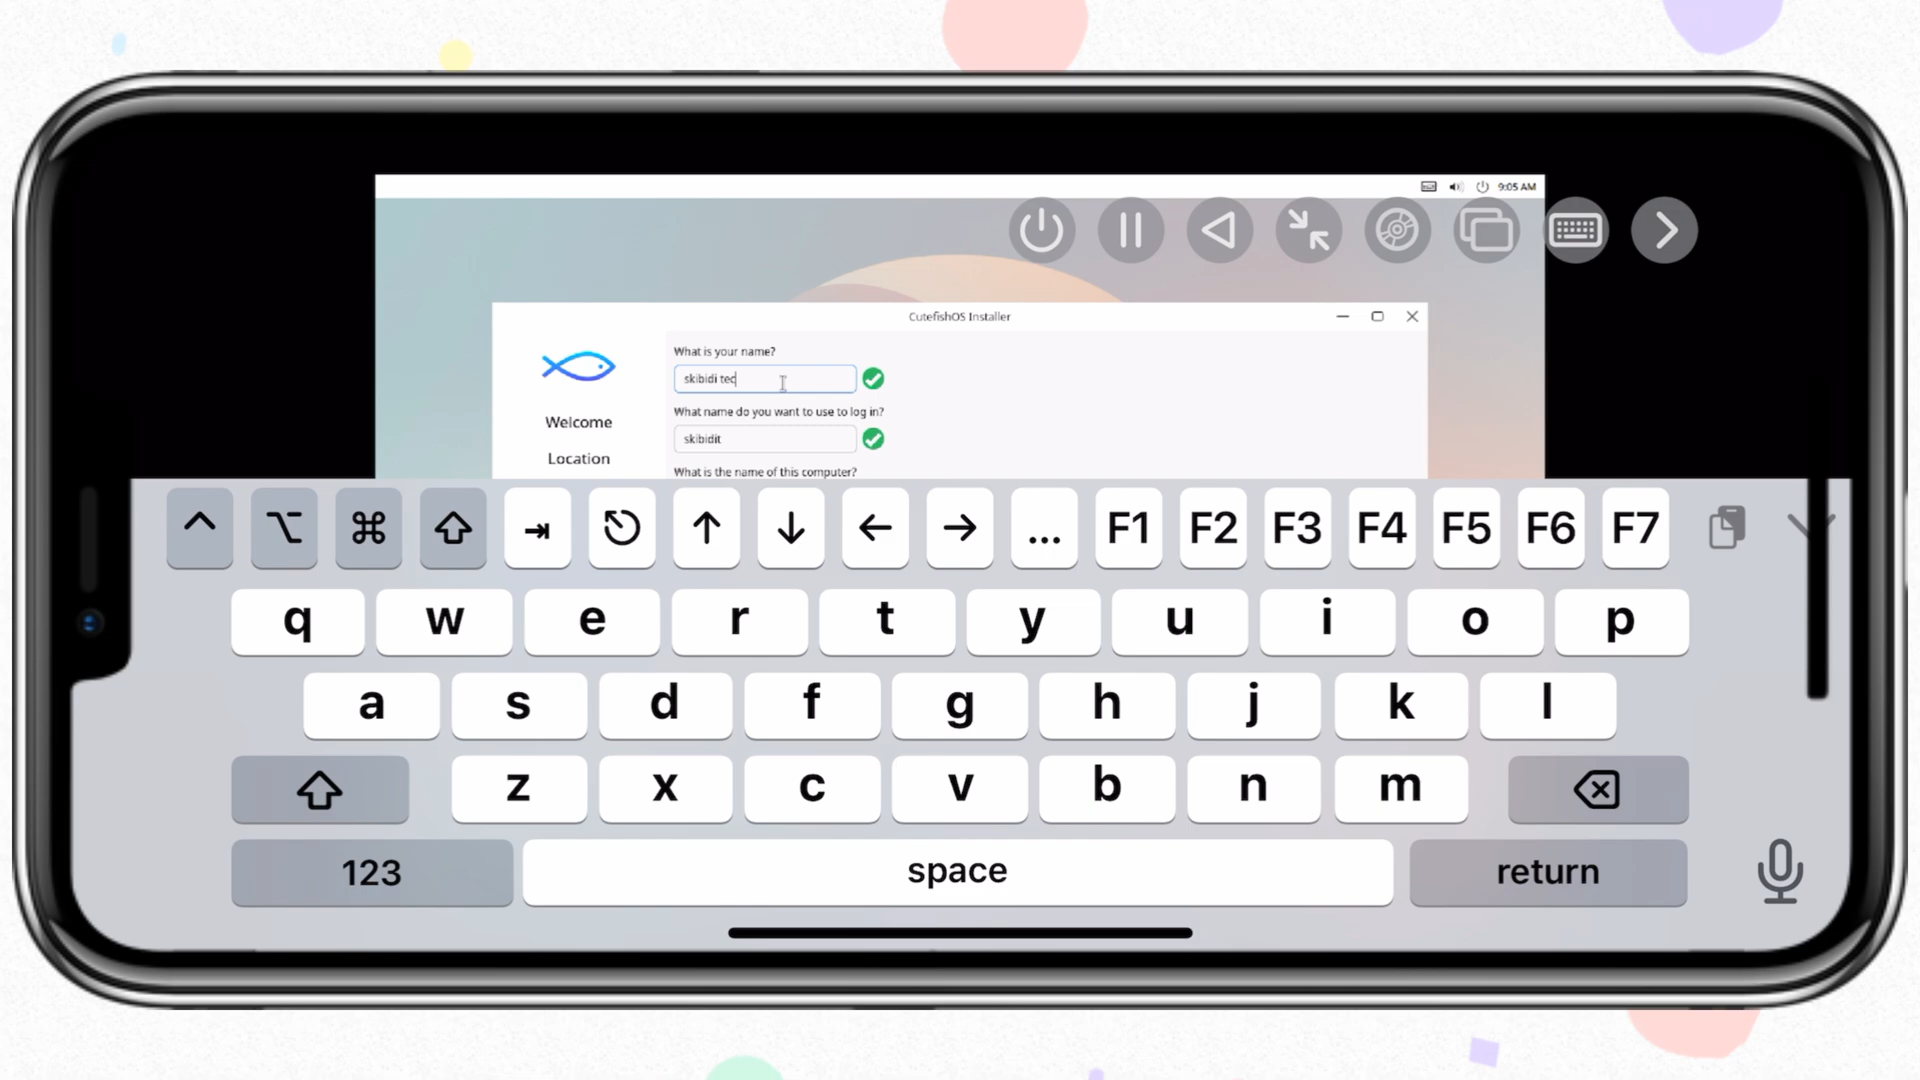 9:05 AM
CutefishOS Installer
What is your name?
skibidi tec
Welcome
What name do you want to use to log in?
skibidit
Location
What is the name of this computer?
... F1 F2 F3 F4 F5 F6 F7
q w e r t y u i o p
a s d f g h j k l
z x c v b n m
123 space return